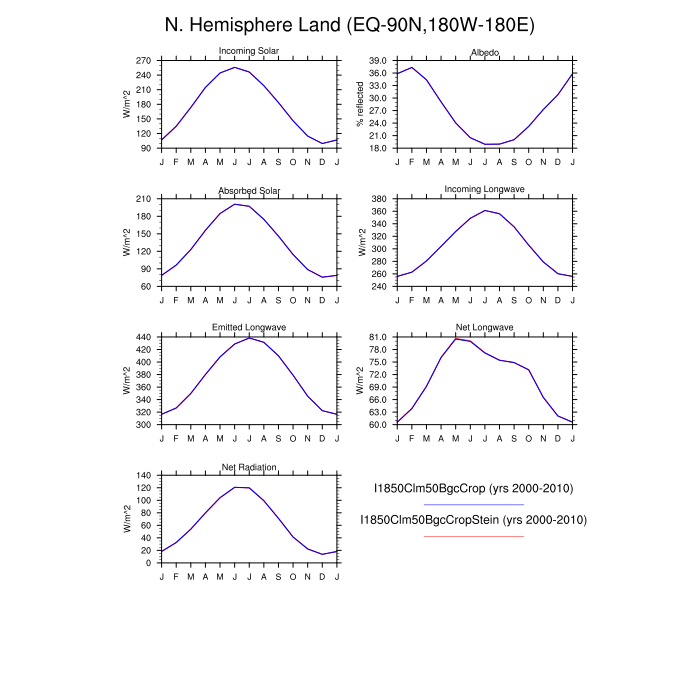 N. Hemisphere Land (EQ-90N,180W-180E)
Incoming Solar
W/m^2
270
240
210
180
150
120
90
J F M A M J J A S O N D J
Albedo
% reflected
39.0
36.0
33.0
30.0
27.0
24.0
21.0
18.0
J F M A M J J A S O N D J
Absorbed Solar
W/m^2
210
180
150
120
90
60
J F M A M J J A S O N D J
Incoming Longwave
W/m^2
380
360
340
320
300
280
260
240
J F M A M J J A S O N D J
Emitted Longwave
W/m^2
440
420
400
380
360
340
320
300
J F M A M J J A S O N D J
Net Longwave
W/m^2
81.0
78.0
75.0
72.0
69.0
66.0
63.0
60.0
J F M A M J J A S O N D J
Net Radiation
W/m^2
140
120
100
80
60
40
20
0
J F M A M J J A S O N D J
I1850Clm50BgcCrop (yrs 2000-2010)
I1850Clm50BgcCropStein (yrs 2000-2010)